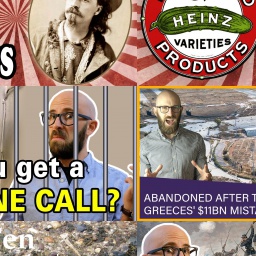 S
HEINZ
VARIETIES
PRODUCTS
u get a
NE CALL?
ABANDONED AFTER T
GREECES' $11BN MISTA
en